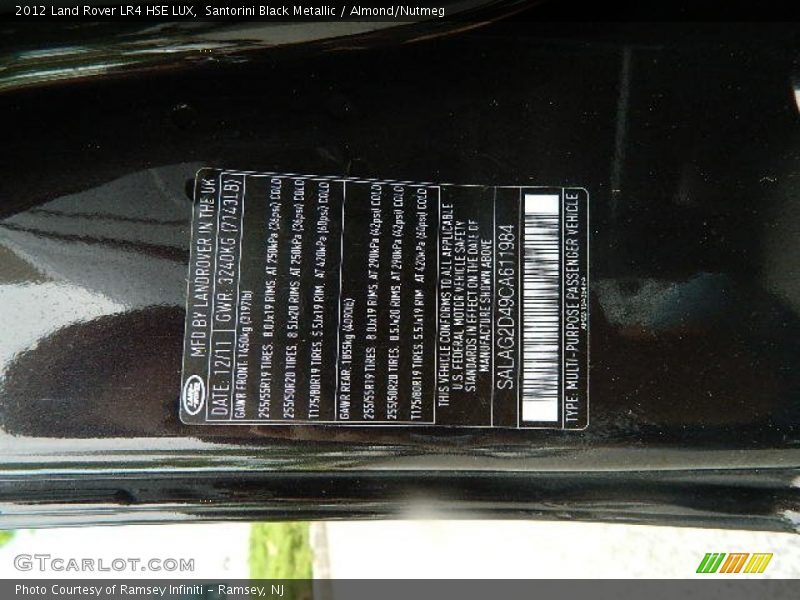 2012 Land Rover LR4 HSE LUX,  Santorini Black Metallic / Almond/Nutmeg
MFD BY LANDROVER IN THE UK
DATE: 12/11 GWR. 3240KG (7143LB)
GAWR FRONT: 1450kg (3197lb)
255/55R19 TIRES. 8.0Jx19 RIMS. AT 250kPa (36psi) COLD
255/50R20 TIRES. 8.5Jx20 RIMS. AT 250kPa (36psi) COLD
T175/80R19 TIRES. 5.5Jx19 RIM. AT 420kPa (60psi) COLD
GAWR REAR. 1855kg (4090lb)
255/55R19 TIRES. 8.0Jx19 RIMS. AT 290kPa (42psi) COLD
255/50R20 TIRES. 8.5Jx20 RIMS. AT 290kPa (42psi) COLD
T175/80R19 TIRES. 5.5Jx19 RIM. AT 420kPa (60psi) COLD
THIS VEHICLE CONFORMS TO ALL APPLICABLE
U.S. FEDERAL MOTOR VEHICLE SAFETY
STANDARDS IN EFFECT ON THE DATE OF
MANUFACTURE SHOWN ABOVE
SALAG2D49CA611984
TYPE: MULTI-PURPOSE PASSENGER VEHICLE
GTCARLOT.COM
Photo Courtesy of Ramsey Infiniti - Ramsey, NJ